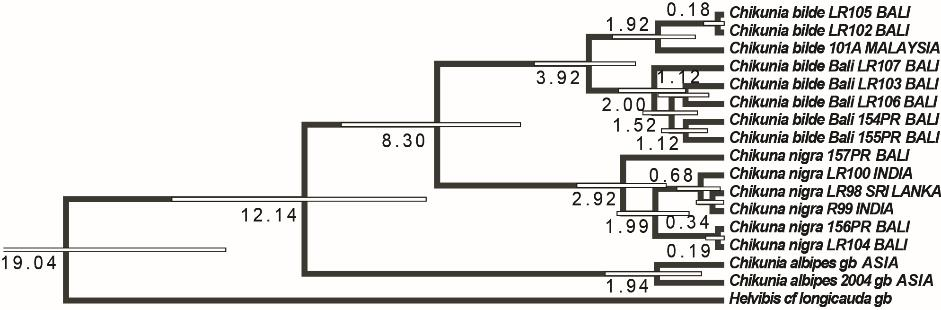 0.18
Chikunia bilde LR105 BALI
1.92
Chikunia bilde LR102 BALI
Chikunia bilde 101A MALAYSIA
Chikunia bilde Bali LR107 BALI
3.92
1.12
Chikunia bilde Bali LR103 BALI
2.00
Chikunia bilde Bali LR106 BALI
1.52
Chikunia bilde Bali 154PR BALI
8.30
1.12
Chikunia bilde Bali 155PR BALI
Chikuna nigra 157PR BALI
0.68
Chikuna nigra LR100 INDIA
2.92
Chikuna nigra LR98 SRI LANKA
12.14
Chikuna nigra R99 INDIA
1.99
0.34
Chikuna nigra 156PR BALI
0.19
Chikuna nigra LR104 BALI
19.04
Chikunia albipes gb ASIA
1.94
Chikunia albipes 2004 gb ASIA
Helvibis cf longicauda gb